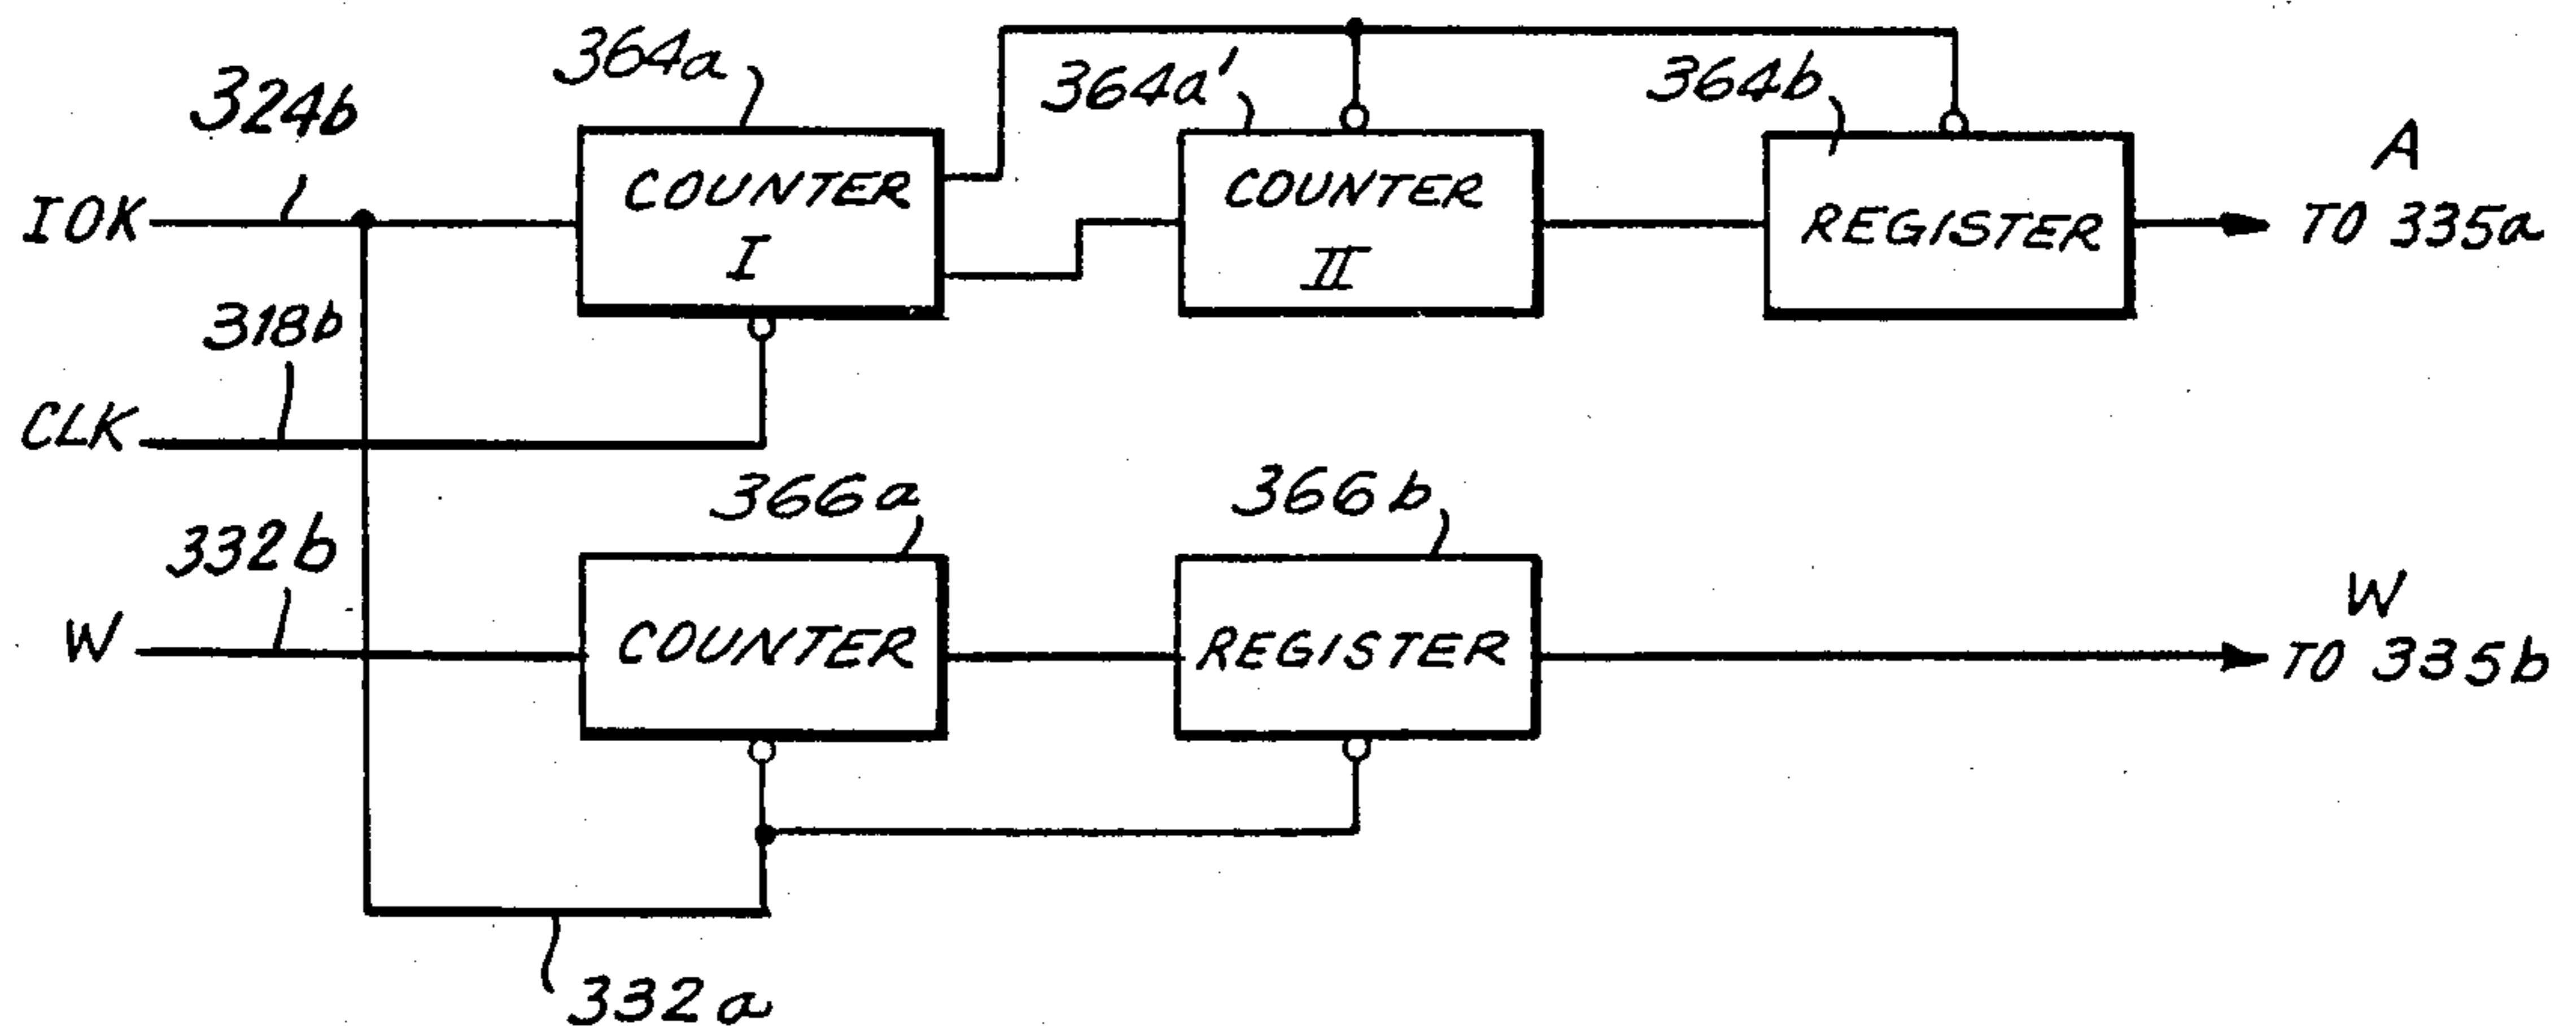 324b
364a
364a'
364b
IOK
COUNTER
I
COUNTER
II
REGISTER
A
TO 335a
318b
CLK
332b
366a
366b
W
COUNTER
REGISTER
W
TO 335b
332a